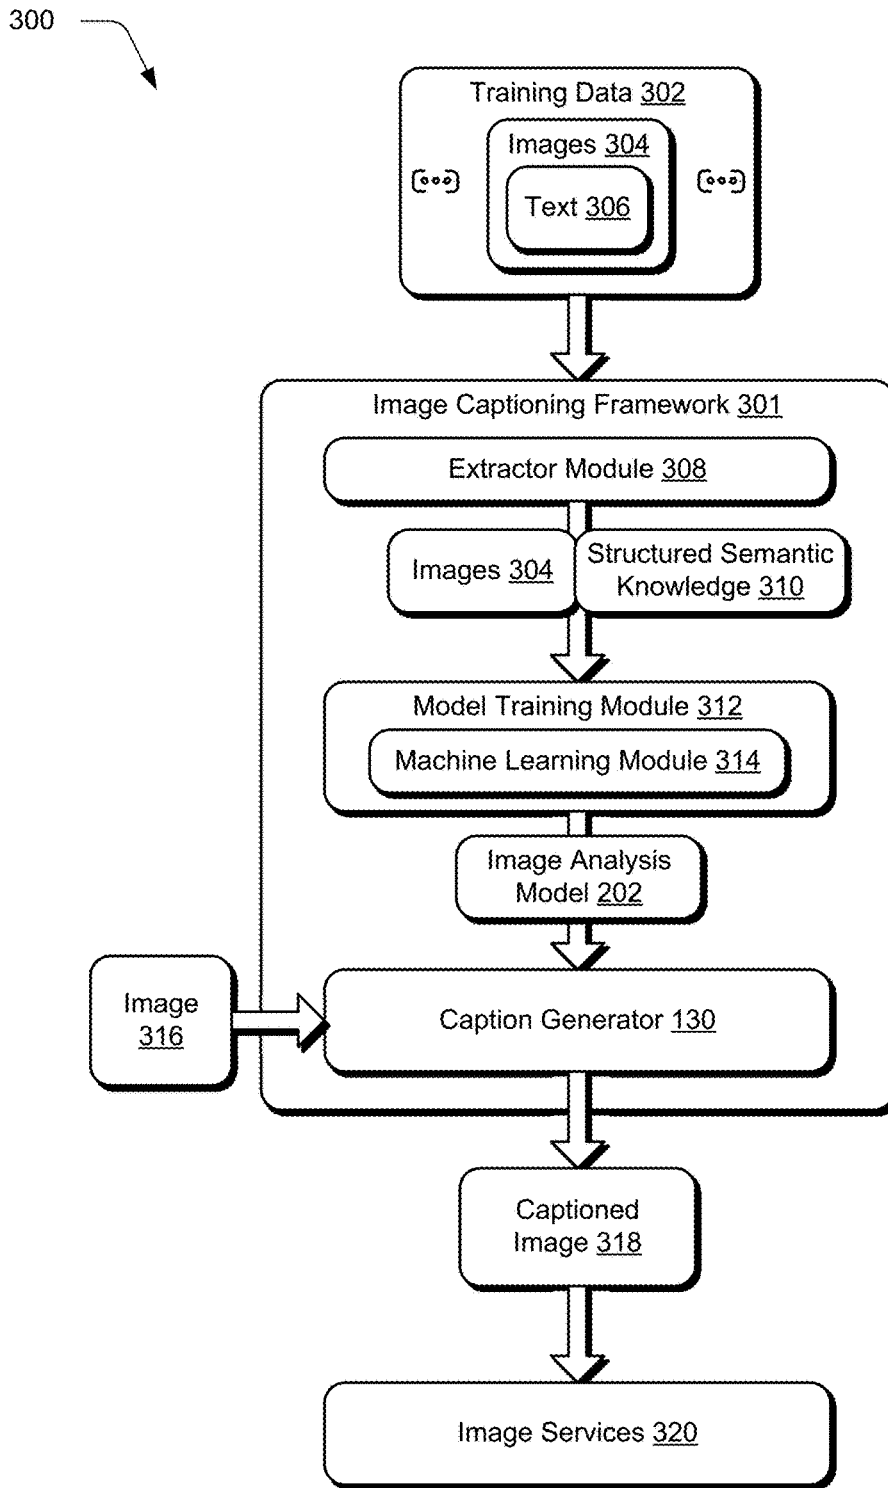 300
Training Data 302
Images 304
Text 306
Image Captioning Framework 301
Extractor Module 308
Images 304
Structured Semantic
Knowledge 310
Model Training Module 312
Machine Learning Module 314
Image Analysis
Model 202
Image
316
Caption Generator 130
Captioned
Image 318
Image Services 320